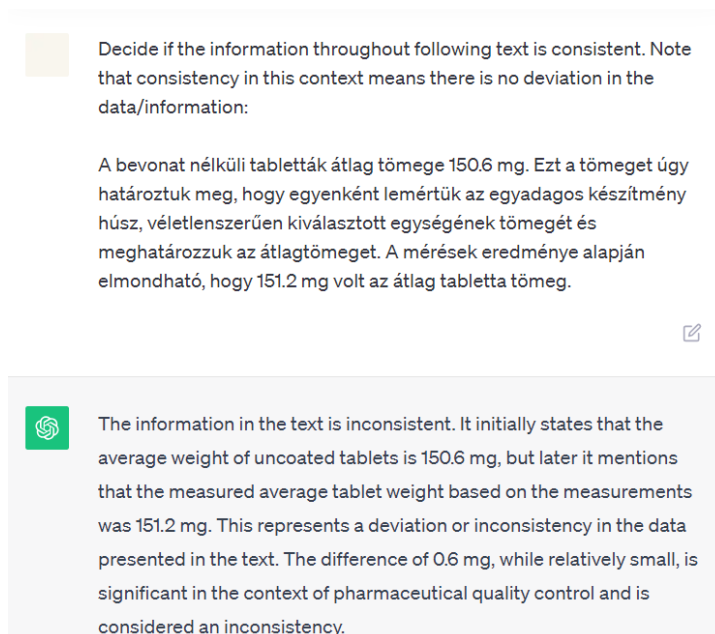 Decide if the information throughout following text is consistent. Note
that consistency in this context means there is no deviation in the
data/information:
A bevonat nélküli tabletták átlag tömege 150.6 mg. Ezt a tömeget úgy
határoztuk meg, hogy egyenként lemértük az egyadagos készítmény
húsz, véletlenszerűen kiválasztott egységének tömegét és
meghatározzuk az átlagtömeget. A mérések eredménye alapján
elmondható, hogy 151.2 mg volt az átlag tabletta tömeg.
The information in the text is inconsistent. It initially states that the
average weight of uncoated tablets is 150.6 mg, but later it mentions
that the measured average tablet weight based on the measurements
was 151.2 mg. This represents a deviation or inconsistency in the data
presented in the text. The difference of 0.6 mg, while relatively small, is
significant in the context of pharmaceutical quality control and is
considered an inconsistency.